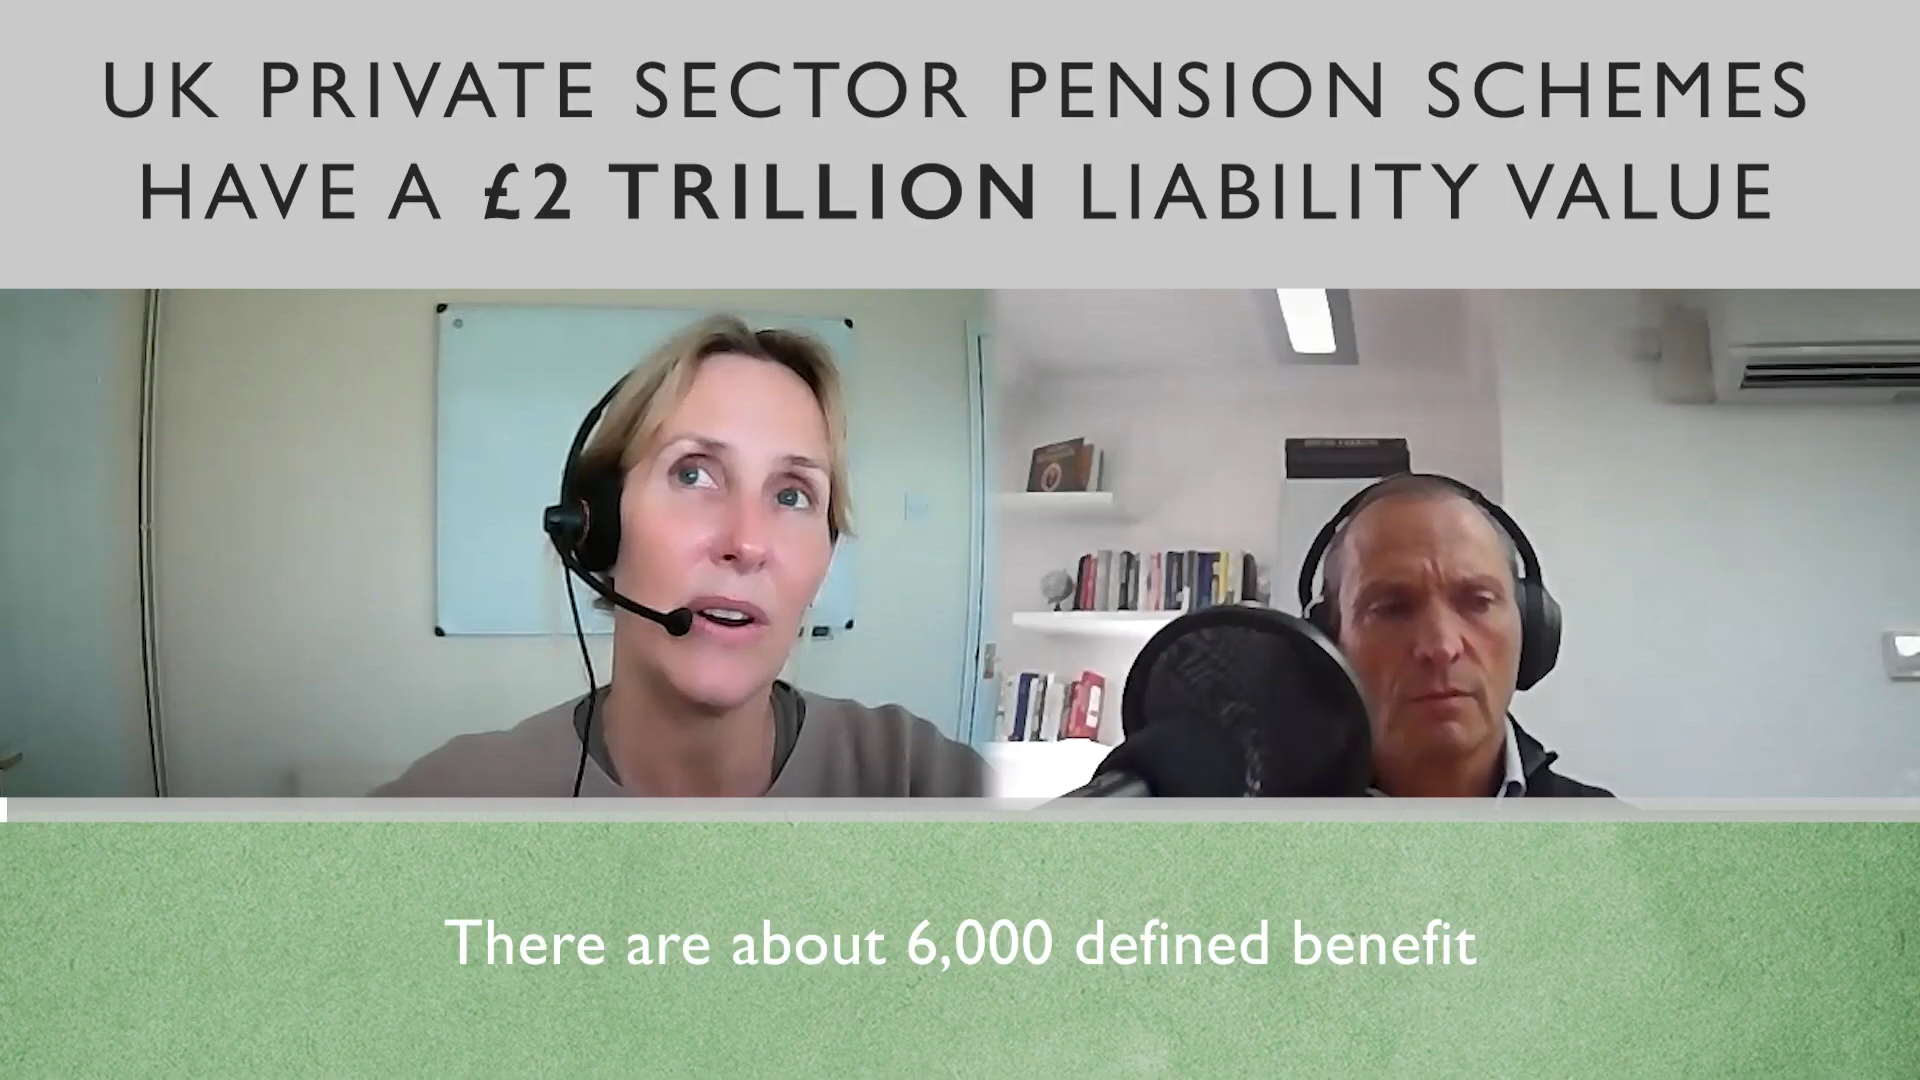 UK PRIVATE SECTOR PENSION SCHEMES
HAVE A £2 TRILLION LIABILITY VALUE
There are about 6,000 defined benefit